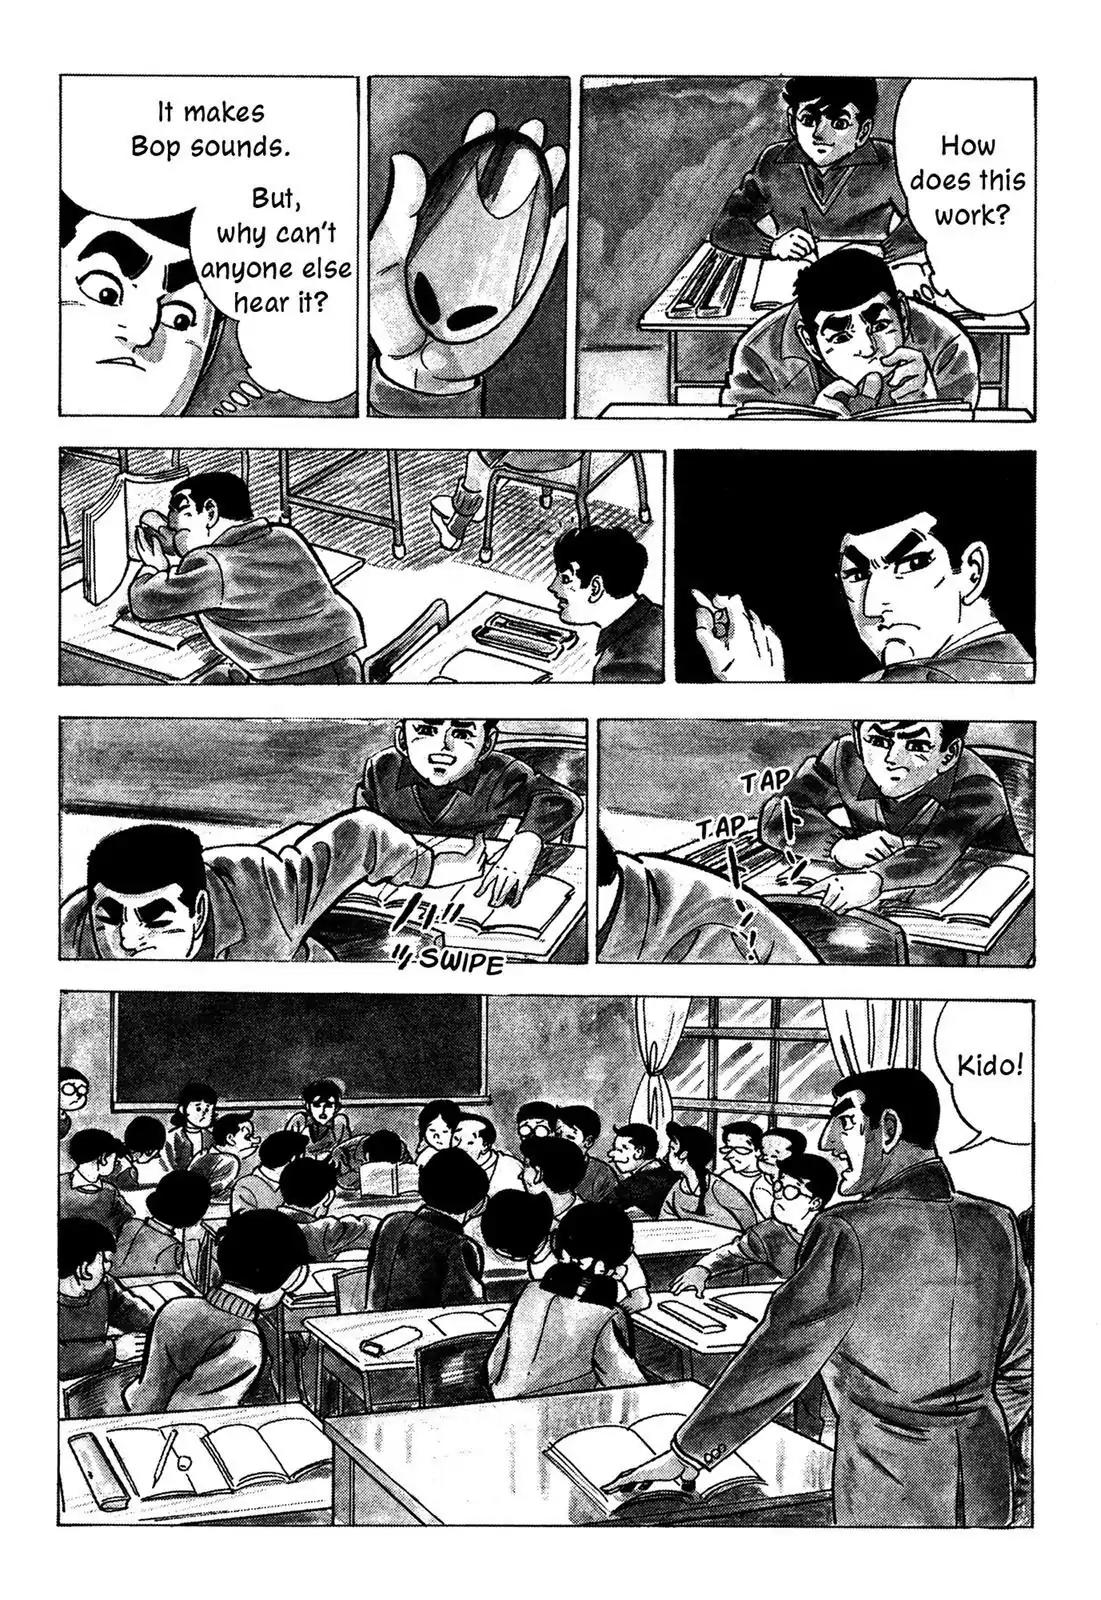 It makes
Bop sounds.
But,
why can't
anyone else
hear it?
How
does this
work?
SWIPE
TAP
TAP
Kido!